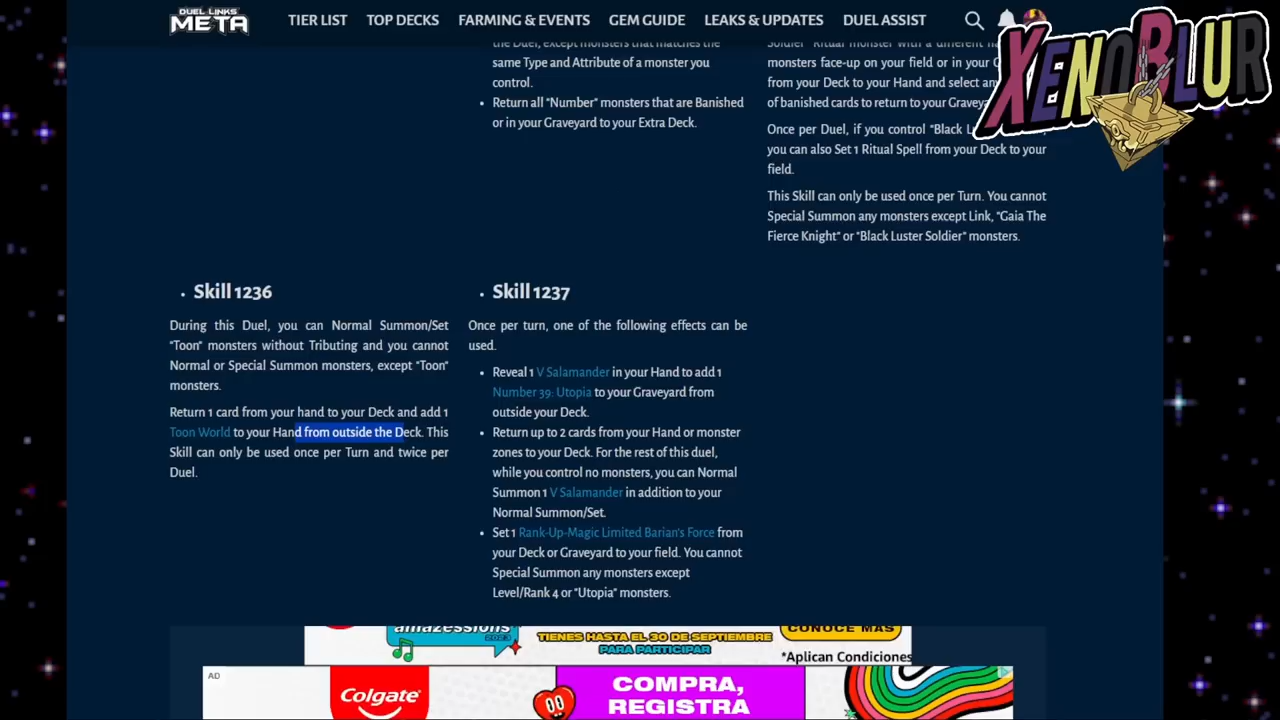 DUEL LINKS
META
TIER LIST
TOP DECKS
FARMING & EVENTS
GEM GUIDE
LEAKS & UPDATES
DUEL ASSIST
XENOBLUR
the Duel, except monsters that matches the
same Type and Attribute of a monster you
control.
• Return all "Number" monsters that are Banished
or in your Graveyard to your Extra Deck.
Soldier" Ritual monster with a different
monsters face-up on your field or in your
from your Deck to your Hand and select
of banished cards to return to your
Once per Duel, if you control "Black
you can also Set 1 Ritual Spell from your Deck to your
field.
This Skill can only be used once per Turn. You cannot
Special Summon any monsters except Link, "Gaia The
Fierce Knight" or "Black Luster Soldier" monsters.
• Skill 1236
During this Duel, you can Normal Summon/Set
"Toon" monsters without Tributing and you cannot
Normal or Special Summon monsters, except "Toon"
monsters.
Return 1 card from your hand to your Deck and add 1
Toon World to your Hand from outside the Deck. This
Skill can only be used once per Turn and twice per
Duel.
• Skill 1237
Once per turn, one of the following effects can be
used.
• Reveal 1 V Salamander in your Hand to add 1
Number 39: Utopia to your Graveyard from
outside your Deck.
• Return up to 2 cards from your Hand or monster
zones to your Deck. For the rest of this duel,
while you control no monsters, you can Normal
Summon 1 V Salamander in addition to your
Normal Summon/Set.
• Set 1 Rank-Up-Magic Limited Barian's Force from
your Deck or Graveyard to your field. You cannot
Special Summon any monsters except
Level/Rank 4 or "Utopia" monsters.
amazessions
TIENES HASTA EL 30 DE SEPTIEMBRE
PARA PARTICIPAR
CONOCE MÁS
*Aplican Condiciones
AD
Colgate
COMPRA,
REGISTRA